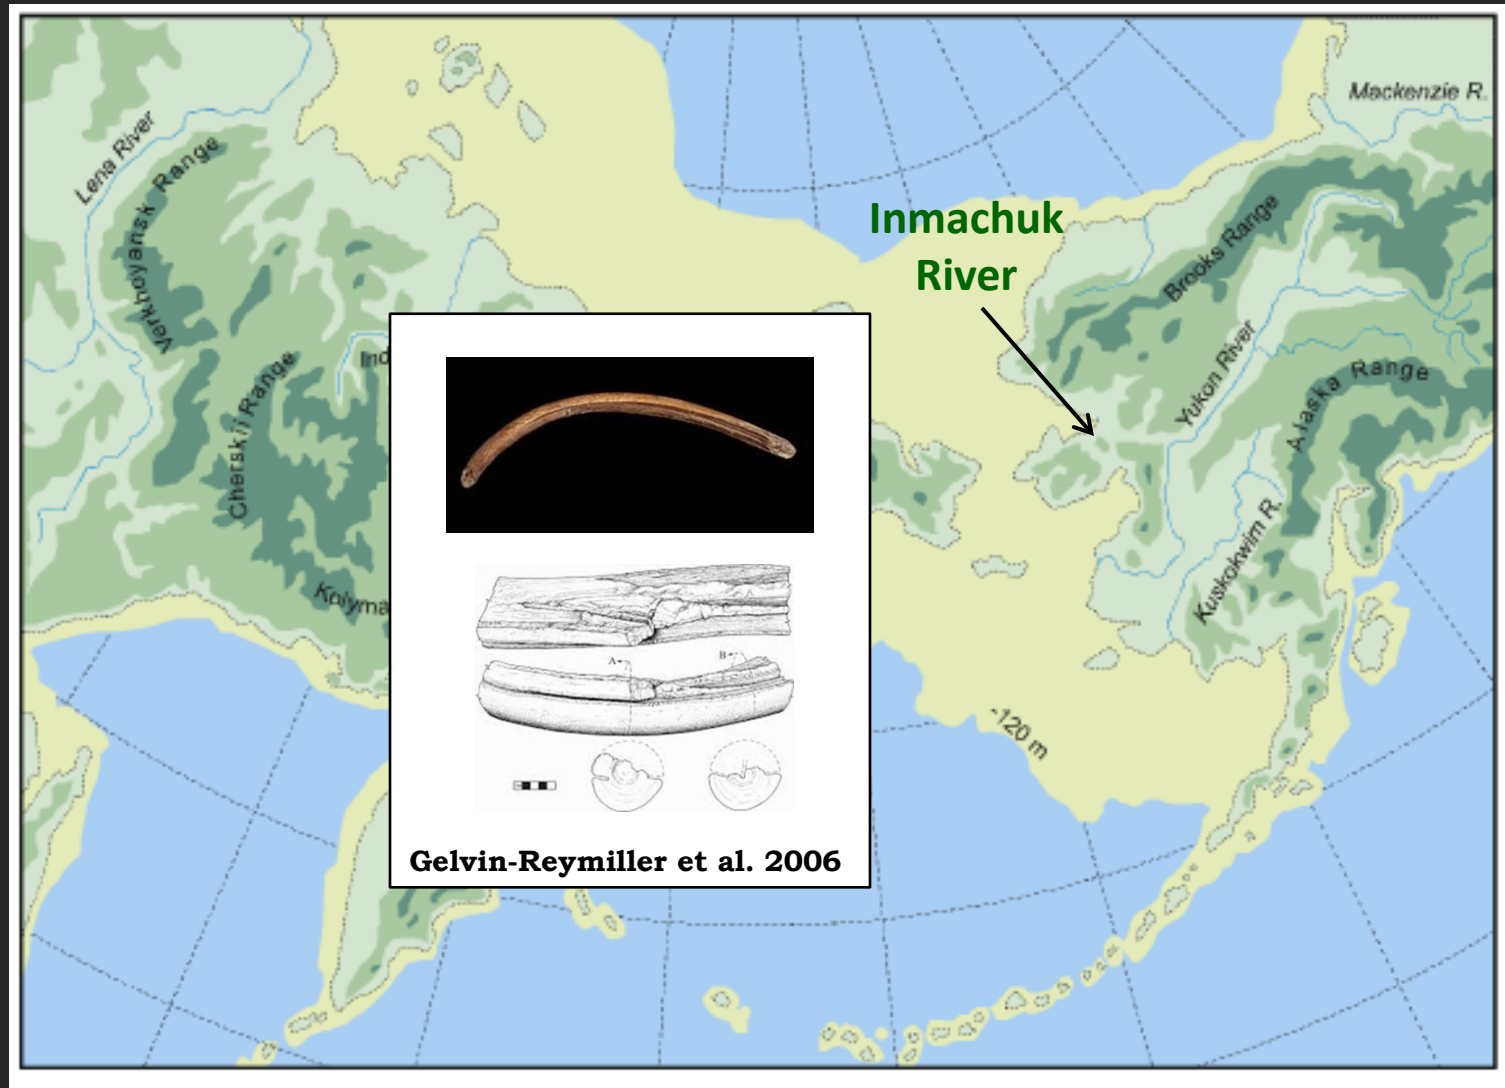 Mackenzie R.
Lena River
Verkhoyansk Range
Inmachuk
River
Brooks Range
Cherskij Range
Ind
Yukon River
Alaska Range
Kolyma
Kuskokwim R.
A
B
-120 m
Gelvin-Reymiller et al. 2006